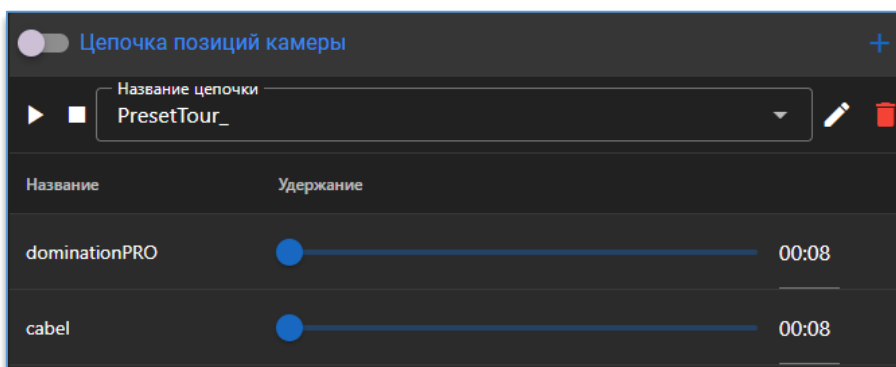 Цепочка позиций камеры
Название цепочки
PresetTour_
Название Удержание
dominationPRO 00:08
cabel 00:08